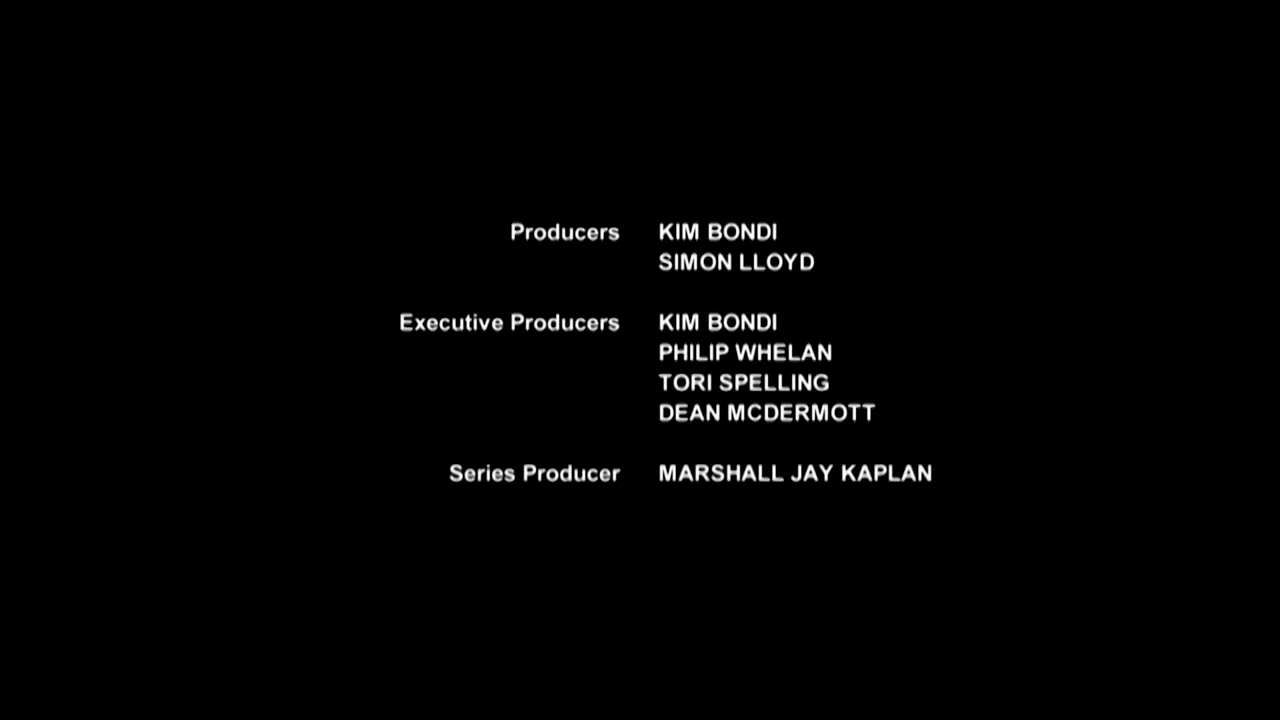 Producers KIM BONDI
SIMON LLOYD
Executive Producers KIM BONDI
PHILIP WHELAN
TORI SPELLING
DEAN MCDERMOTT
Series Producer MARSHALL JAY KAPLAN